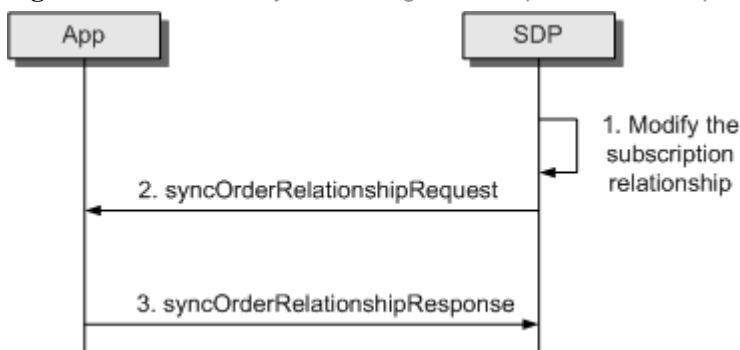 App
SDP
1. Modify the
subscription
relationship
2. syncOrderRelationshipRequest
3. syncOrderRelationshipResponse